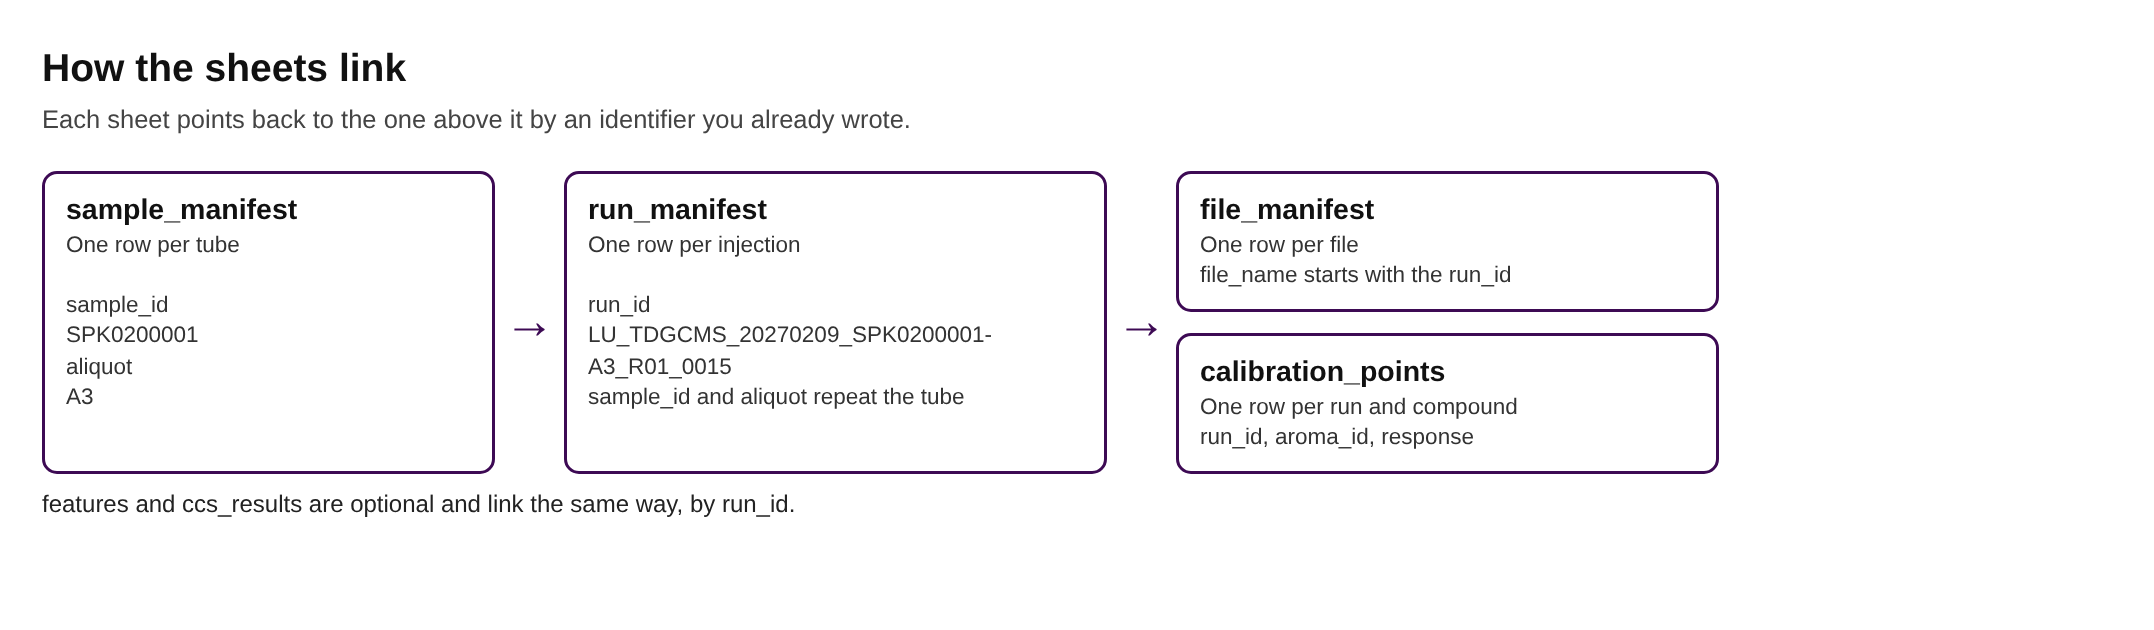 How the sheets link
Each sheet points back to the one above it by an identifier you already wrote.
sample_manifest
One row per tube
sample_id
SPK0200001
aliquot
A3
→
run_manifest
One row per injection
run_id
LU_TDGCMS_20270209_SPK0200001-
A3_R01_0015
sample_id and aliquot repeat the tube
→
file_manifest
One row per file
file_name starts with the run_id
calibration_points
One row per run and compound
run_id, aroma_id, response
features and ccs_results are optional and link the same way, by run_id.